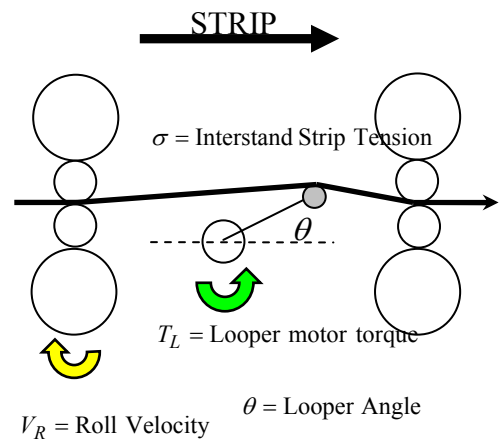 STRIP
σ = Interstand Strip Tension
θ
T_L = Looper motor torque
θ = Looper Angle
V_R = Roll Velocity